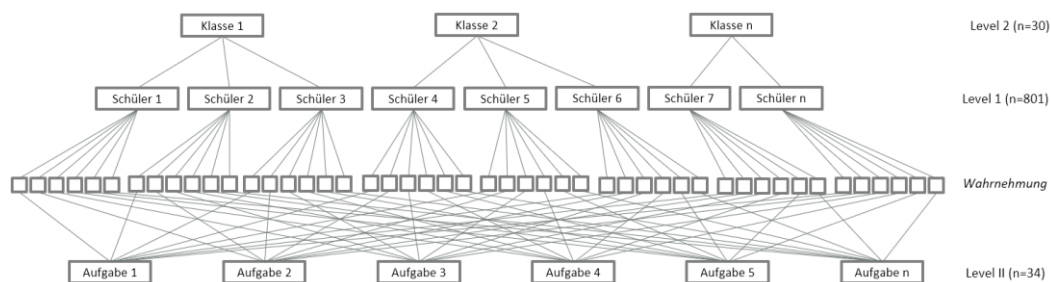 Klasse 1 Klasse 2 Klasse n Level 2 (n=30)
Schüler 1 Schüler 2 Schüler 3 Schüler 4 Schüler 5 Schüler 6 Schüler 7 Schüler n Level 1 (n=801)
Wahrnehmung
Aufgabe 1 Aufgabe 2 Aufgabe 3 Aufgabe 4 Aufgabe 5 Aufgabe n Level II (n=34)